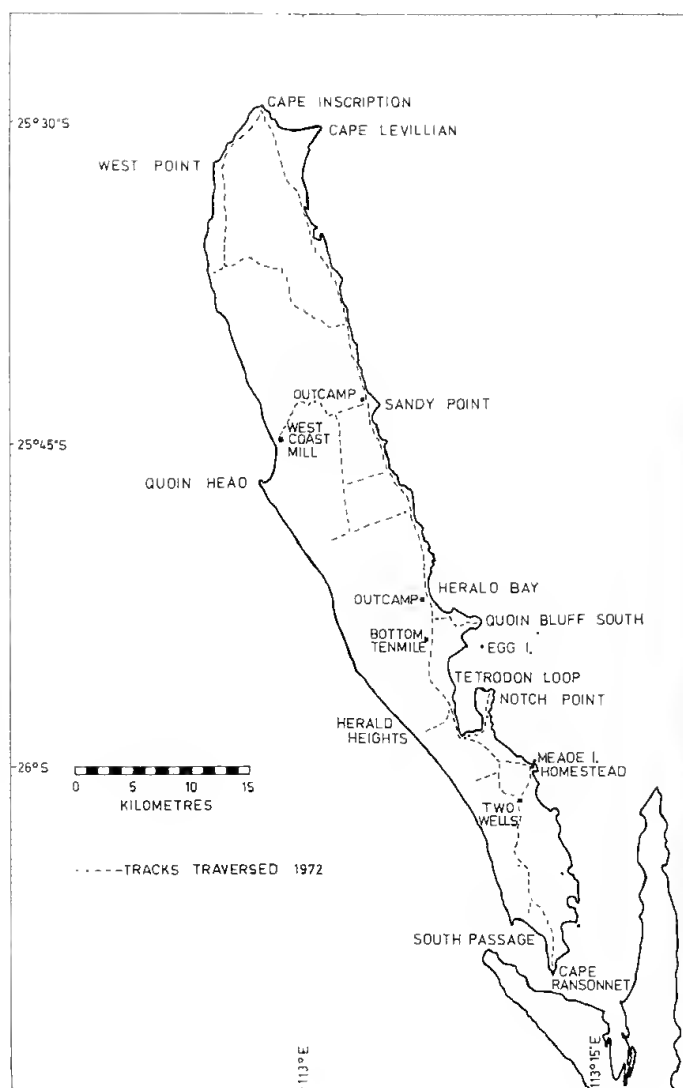 CAPE INSCRIPTION
25°30'S
CAPE LEVILLIAN
WEST POINT
OUTCAMP
SANDY POINT
WEST
COAST
MILL
25°45'S
QUOIN HEAD
HERALD BAY
OUTCAMP
QUOIN BLUFF SOUTH
BOTTOM
TENMILE
EGG I.
TETRODON LOOP
NOTCH POINT
HERALD
HEIGHTS
26°S
MEADE I.
HOMESTEAD
0 5 10 15
KILOMETRES
TWO
WELLS
TRACKS TRAVERSED 1972
SOUTH PASSAGE
CAPE
RANSONNET
113°E
113°15'E